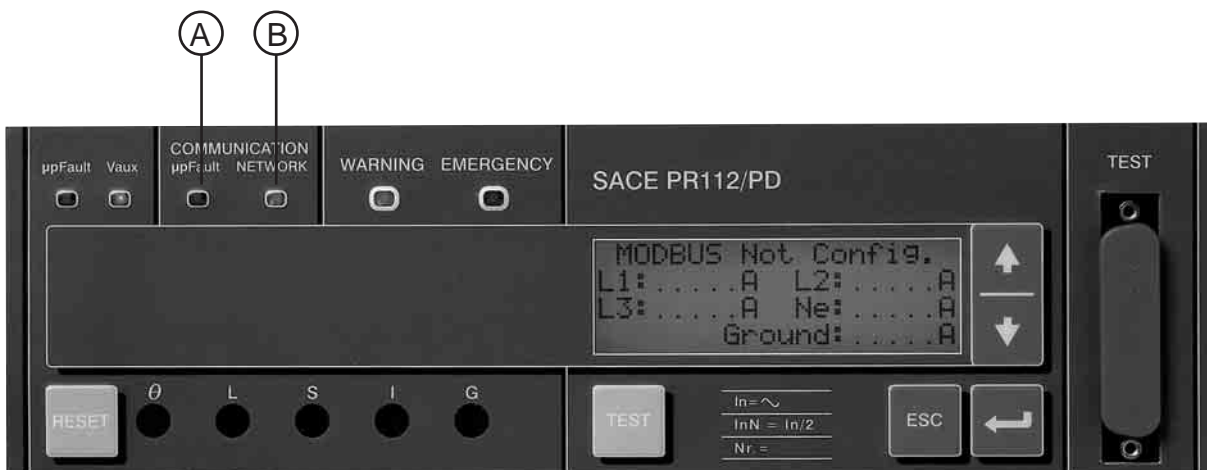 A B
COMMUNICATION
µpFault Vaux µpFault NETWORK WARNING EMERGENCY
SACE PR112/PD
TEST
MODBUS Not Config.
L1:.....A L2:.....A
L3:.....A Ne:.....A
Ground:.....A
θ L S I G
RESET
TEST
In=∿
InN = In/2
Nr. =
ESC